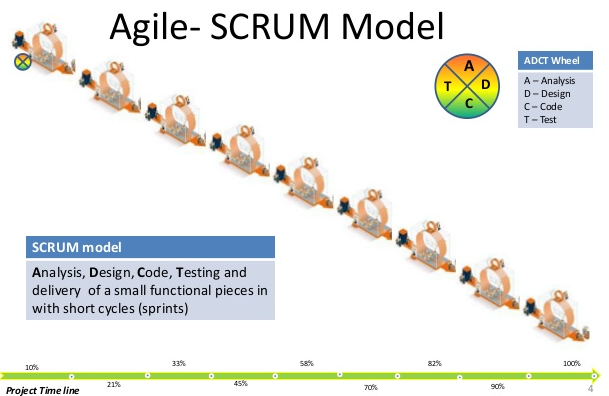 Agile- SCRUM Model
A
T
D
C
ADCT Wheel
A – Analysis
D – Design
C – Code
T – Test
SCRUM model
Analysis, Design, Code, Testing and
delivery of a small functional pieces in
with short cycles (sprints)
10%
21%
33%
45%
58%
70%
82%
90%
100%
Project Time line
4